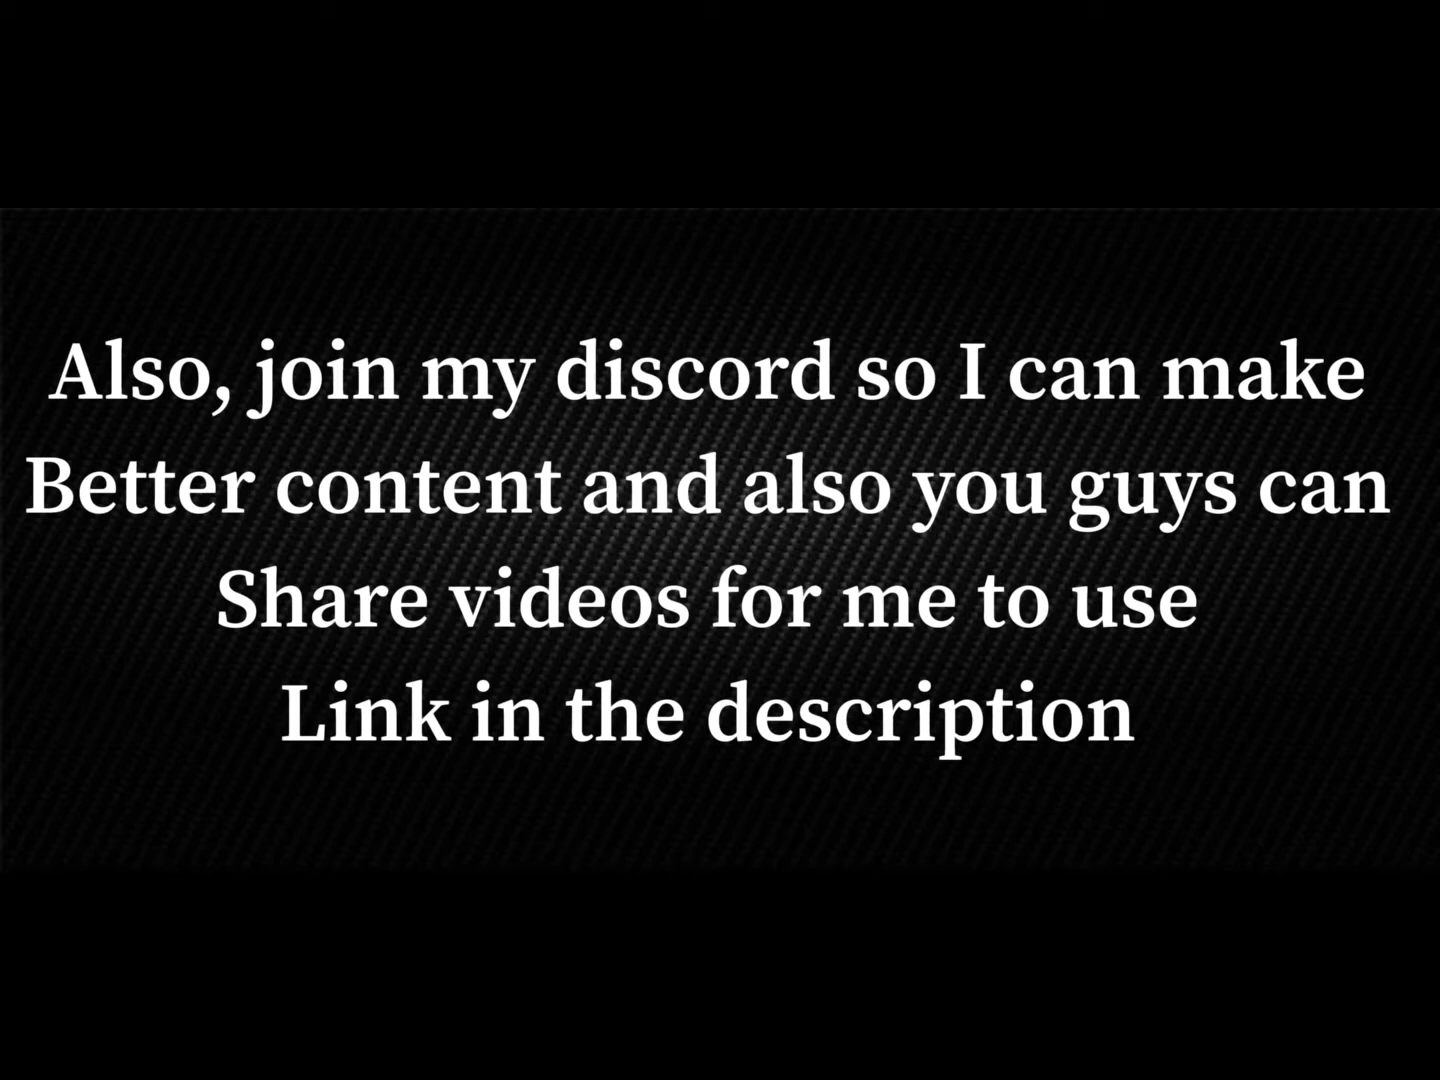 Also, join my discord so I can make
Better content and also you guys can
Share videos for me to use
Link in the description